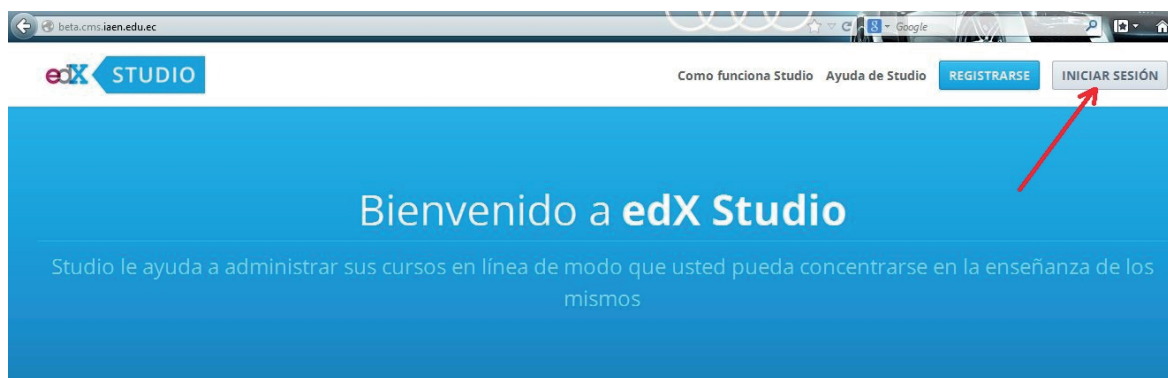 beta.cms.iaen.edu.ec
Google
edX STUDIO
Como funciona Studio Ayuda de Studio REGISTRARSE INICIAR SESIÓN
Bienvenido a edX Studio
Studio le ayuda a administrar sus cursos en línea de modo que usted pueda concentrarse en la enseñanza de los
mismos